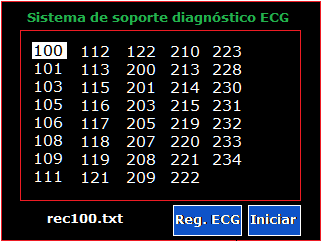 Sistema de soporte diagnóstico ECG
100 112 122 210 223
101 113 200 213 228
103 115 201 214 230
105 116 203 215 231
106 117 205 219 232
108 118 207 220 233
109 119 208 221 234
111 121 209 222
rec100.txt Reg. ECG Iniciar